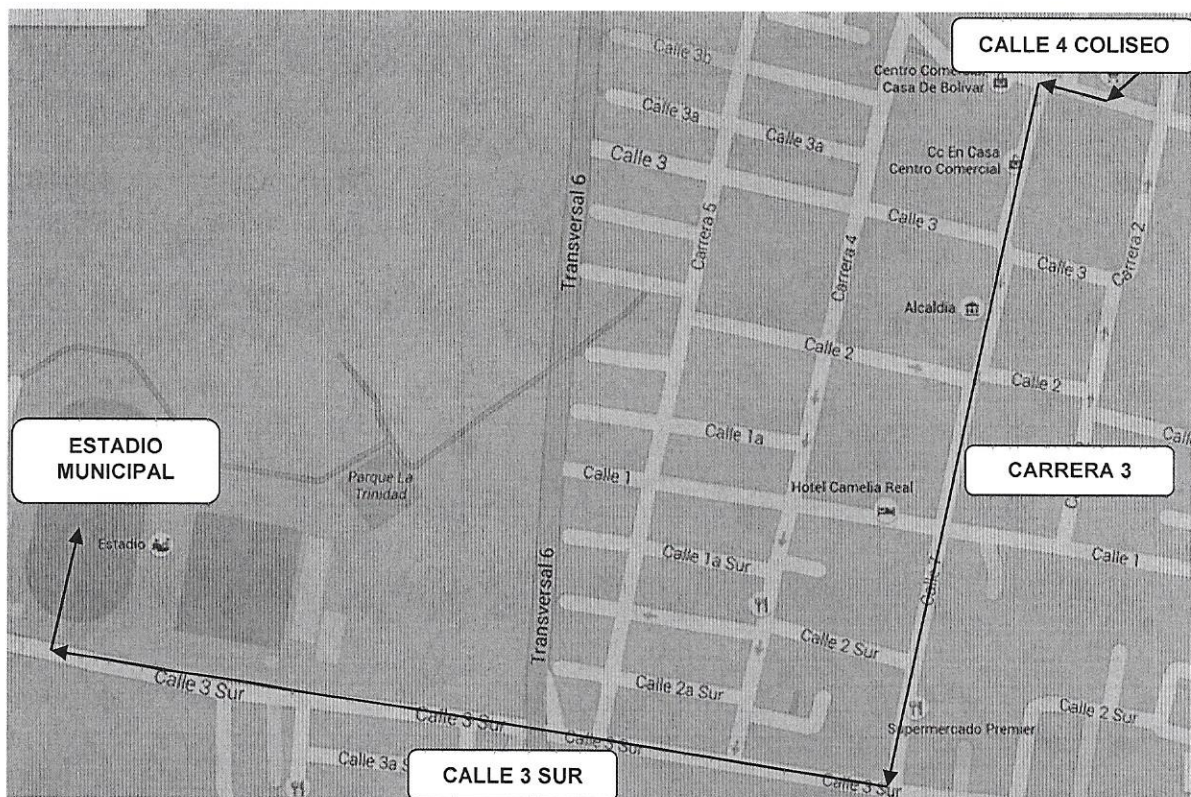 CALLE 4 COLISEO
Calle 3b
Centro Comercial
Casa De Bolivar
Calle 3a
Calle 3a
Calle 3
Cc En Casa
Centro Comercial
Transversal 6
Carrera 5
Carrera 4
Calle 3
Carrera 2
Calle 3
Alcaldia
Calle 2
Calle 2
ESTADIO
MUNICIPAL
Calle 1a
CARRERA 3
Parque La
Trinidad
Calle 1
Hotel Camelia Real
Estadio
Calle 1a Sur
Calle 1
Transversal 6
Calle 7
Calle 2 Sur
Calle 3 Sur
Calle 2a Sur
Calle 3 Sur
Supermercado Premier
Calle 2 Sur
Calle 3 Sur
Calle 3a
CALLE 3 SUR
Calle 3 Sur